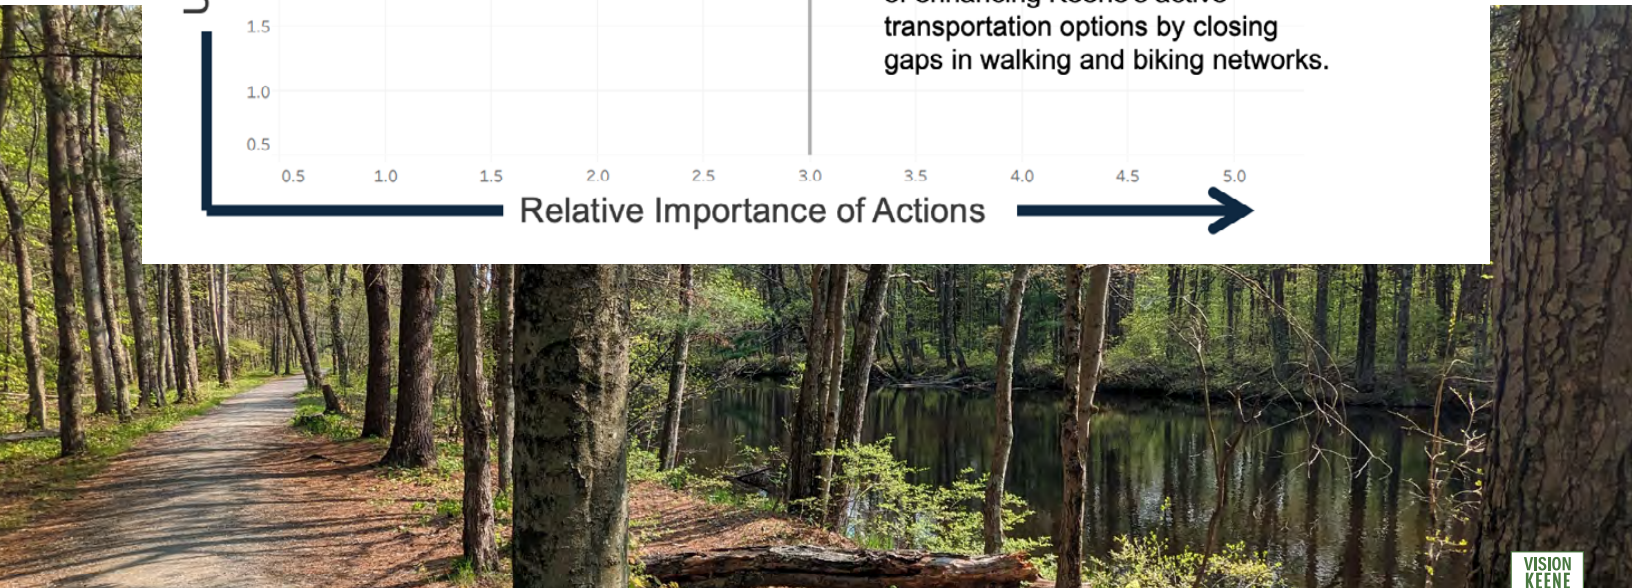 transportation options by closing
gaps in walking and biking networks.
1.5
1.0
0.5
0.5 1.0 1.5 2.0 2.5 3.0 3.5 4.0 4.5 5.0
Relative Importance of Actions
VISION
KEENE